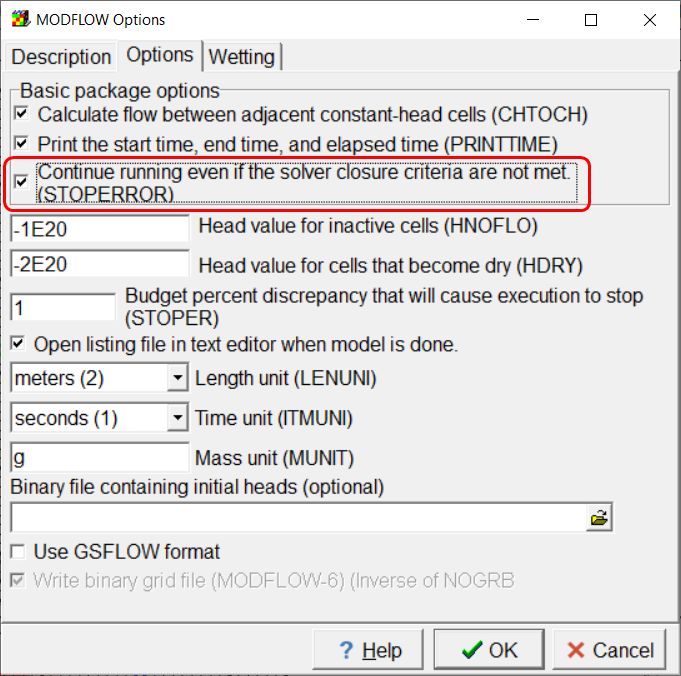 MODFLOW Options
Description Options Wetting
Basic package options
Calculate flow between adjacent constant-head cells (CHTOCH)
Print the start time, end time, and elapsed time (PRINTTIME)
Continue running even if the solver closure criteria are not met.
(STOPERROR)
-1E20 Head value for inactive cells (HNOFLO)
-2E20 Head value for cells that become dry (HDRY)
1 Budget percent discrepancy that will cause execution to stop
(STOPER)
Open listing file in text editor when model is done.
meters (2) Length unit (LENUNI)
seconds (1) Time unit (ITMUNI)
g Mass unit (MUNIT)
Binary file containing initial heads (optional)
Use GSFLOW format
Write binary grid file (MODFLOW-6) (Inverse of NOGRB
? Help OK Cancel